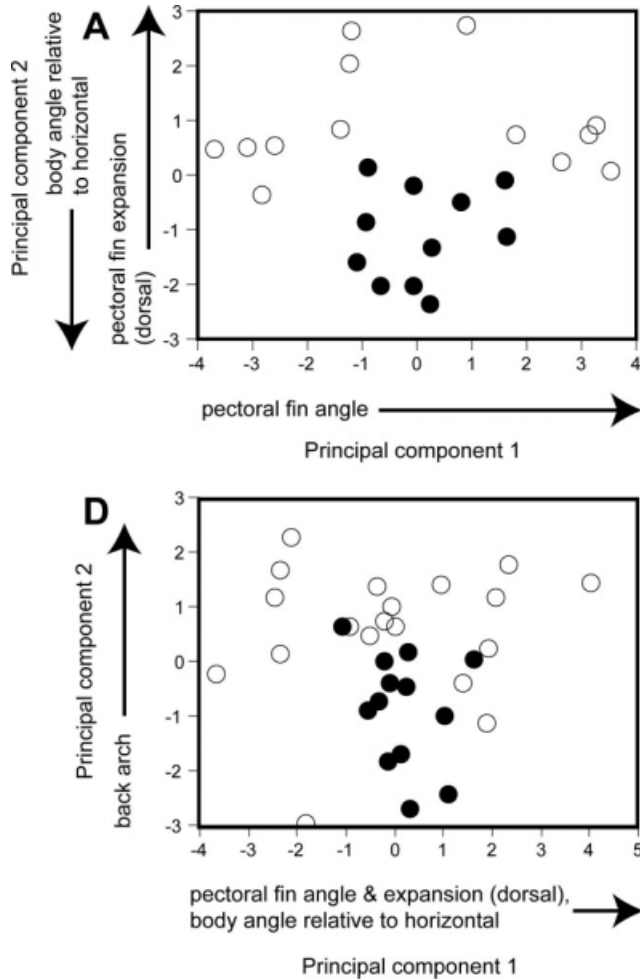 A
Principal component 2
body angle relative
to horizontal
pectoral fin expansion
(dorsal)
3
2
1
0
-1
-2
-3
-4 -3 -2 -1 0 1 2 3 4
pectoral fin angle
Principal component 1
D
Principal component 2
back arch
3
2
1
0
-1
-2
-3
-4 -3 -2 -1 0 1 2 3 4 5
pectoral fin angle & expansion (dorsal),
body angle relative to horizontal
Principal component 1